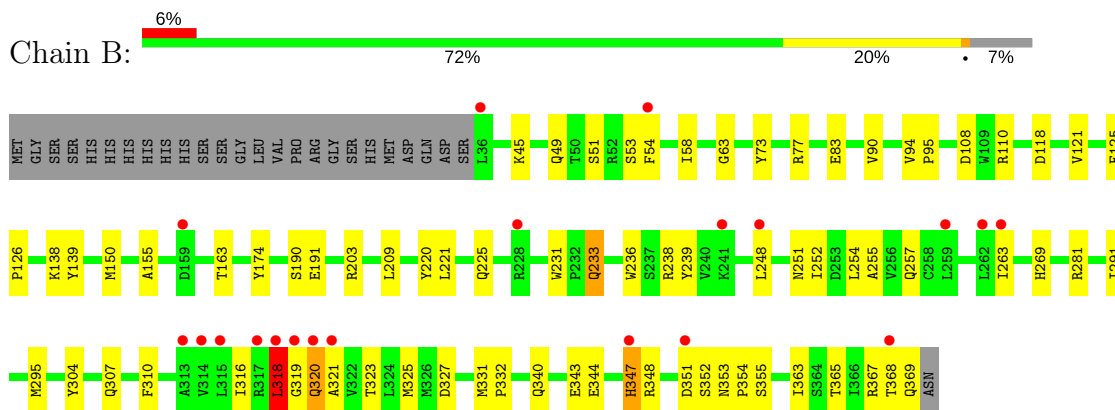 6%
Chain B:
72% 20% • 7%
MET GLY SER SER HIS HIS HIS HIS HIS HIS SER SER GLY LEU VAL PRO ARG GLY SER HIS MET ASP GLN ASP SER L36 K45 Q49 T50 S51 R52 S53 F54 I58 G63 Y73 R77 E83 V90 V94 P95 D108 W109 R110 D118 V121
P126 K138 Y139 M150 A155 D159 T163 Y174 S190 E191 R203 L209 Y220 L221 Q225 R228 W231 P232 Q233 W236 S237 R238 Y239 V240 K241 L248 N251 I252 D253 L254 A255 V256 Q257 C258 L259 L262 I263 H269 R281
M295 Y304 Q307 F310 A313 V314 L315 I316 R317 L318 G319 Q320 A321 V322 T323 L324 M325 M326 D327 M331 P332 Q340 E343 E344 H347 R348 D351 S352 N353 P354 S355 I363 S364 T365 I366 R367 T368 Q369 ASN